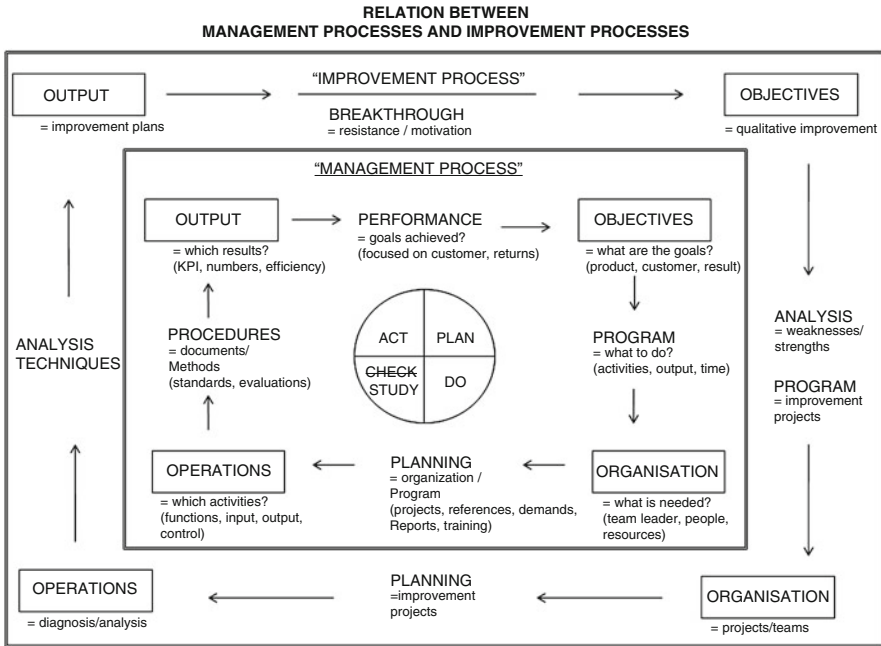 RELATION BETWEEN
MANAGEMENT PROCESSES AND IMPROVEMENT PROCESSES
OUTPUT
= improvement plans
“IMPROVEMENT PROCESS”
BREAKTHROUGH
= resistance / motivation
OBJECTIVES
= qualitative improvement
“MANAGEMENT PROCESS”
OUTPUT
= which results?
(KPI, numbers, efficiency)
PERFORMANCE
= goals achieved?
(focused on customer, returns)
OBJECTIVES
= what are the goals?
(product, customer, result)
ANALYSIS
TECHNIQUES
PROCEDURES
= documents/
Methods
(standards, evaluations)
ACT
PLAN
CHECK
STUDY
DO
PROGRAM
= what to do?
(activities, output, time)
ANALYSIS
= weaknesses/
strengths
PROGRAM
= improvement
projects
OPERATIONS
= which activities?
(functions, input, output,
control)
PLANNING
= organization /
Program
(projects, references, demands,
Reports, training)
ORGANISATION
= what is needed?
(team leader, people,
resources)
OPERATIONS
= diagnosis/analysis
PLANNING
=improvement
projects
ORGANISATION
= projects/teams